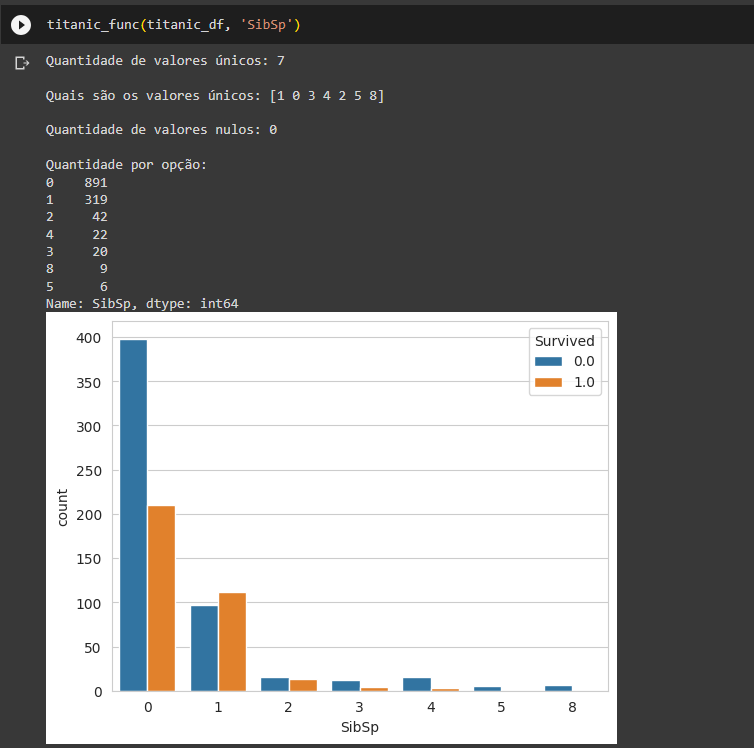 titanic_func(titanic_df, 'SibSp')
Quantidade de valores únicos: 7
Quais são os valores únicos: [1 0 3 4 2 5 8]
Quantidade de valores nulos: 0
Quantidade por opção:
0    891
1    319
2     42
4     22
3     20
8      9
5      6
Name: SibSp, dtype: int64
Survived
0.0
1.0
400
350
300
250
200
150
100
50
0
count
0 1 2 3 4 5 8
SibSp